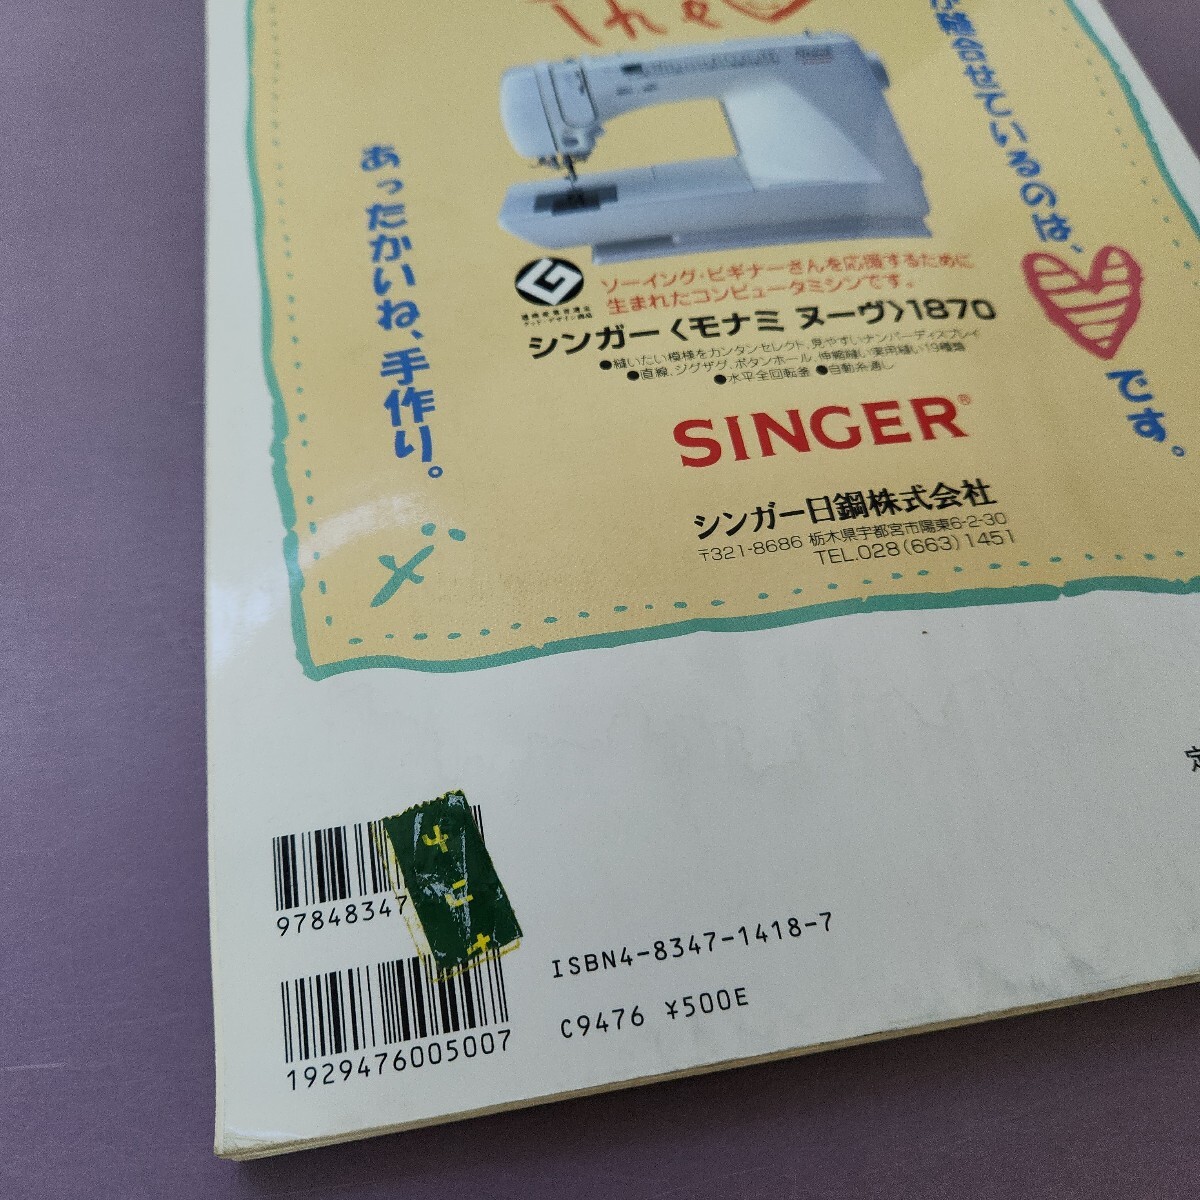 The
縫合せているのは、
です。
あったかいね、手作り。
ソーイング・ビギナーさんを応援するために
生まれたコンピュータミシンです。
シンガー〈モナミ ヌーヴ〉1870
●縫いたい模様をカンタンセレクト、見やすいナンバーディスプレイ
●直線、ジグザグ、ボタンホール、伸縮縫い実用縫い19種類
●水平全回転釜 ●自動糸通し
SINGER®
シンガー日鋼株式会社
〒321-8686 栃木県宇都宮市陽東6-2-30
TEL.028(663)1451
定
97848347
ISBN4-8347-1418-7
C9476 ¥500E
1929476005007